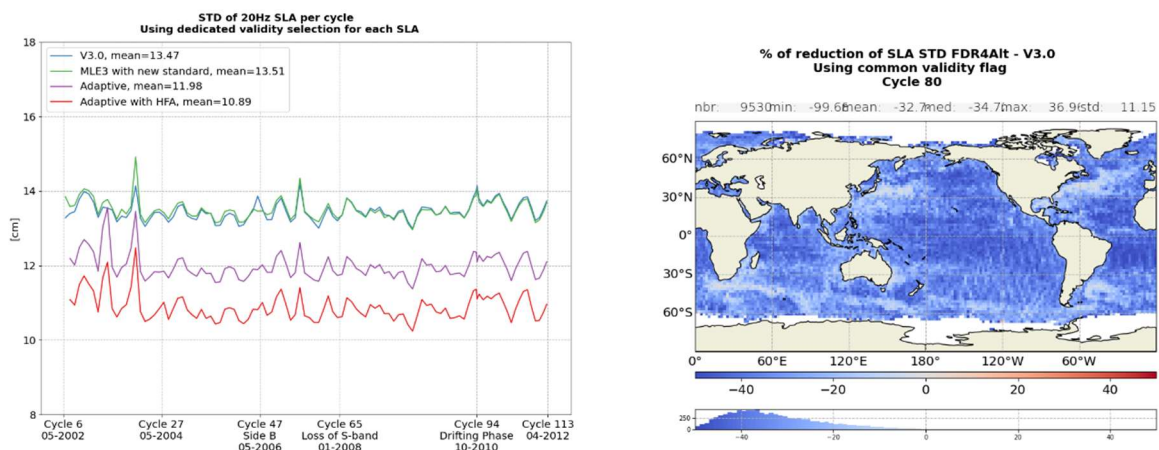 STD of 20Hz SLA per cycle
Using dedicated validity selection for each SLA
18
V3.0, mean=13.47
MLE3 with new standard, mean=13.51
Adaptive, mean=11.98
Adaptive with HFA, mean=10.89
16
14
[cm]
12
10
8
Cycle 6
05-2002
Cycle 27
05-2004
Cycle 47
Side B
05-2006
Cycle 65
Loss of S-band
01-2008
Cycle 94
Drifting Phase
10-2010
Cycle 113
04-2012
% of reduction of SLA STD FDR4Alt - V3.0
Using common validity flag
Cycle 80
nbr: 9530 min: -99.6 mean: -32.7 med: -34.7 max: 36.9 std: 11.15
60°N
30°N
0°
30°S
60°S
0° 60°E 120°E 180° 120°W 60°W
−40 −20 0 20 40
250
0
−40 −20 0 20 40